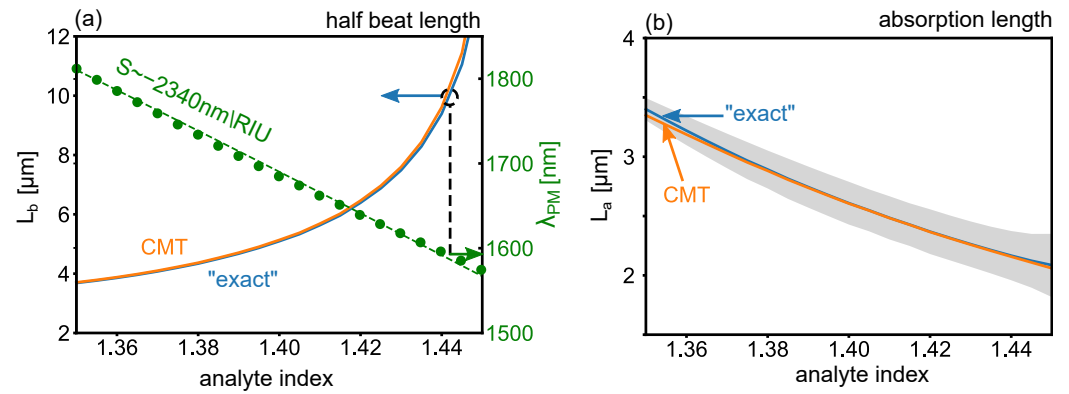 (a)
half beat length
12
10
8
6
4
2
L_b [µm]
S~−2340nm\RIU
CMT
"exact"
1800
1700
1600
1500
λ_PM [nm]
1.36
1.38
1.40
1.42
1.44
analyte index
(b)
absorption length
4
3
2
L_a [µm]
"exact"
CMT
1.36
1.38
1.40
1.42
1.44
analyte index